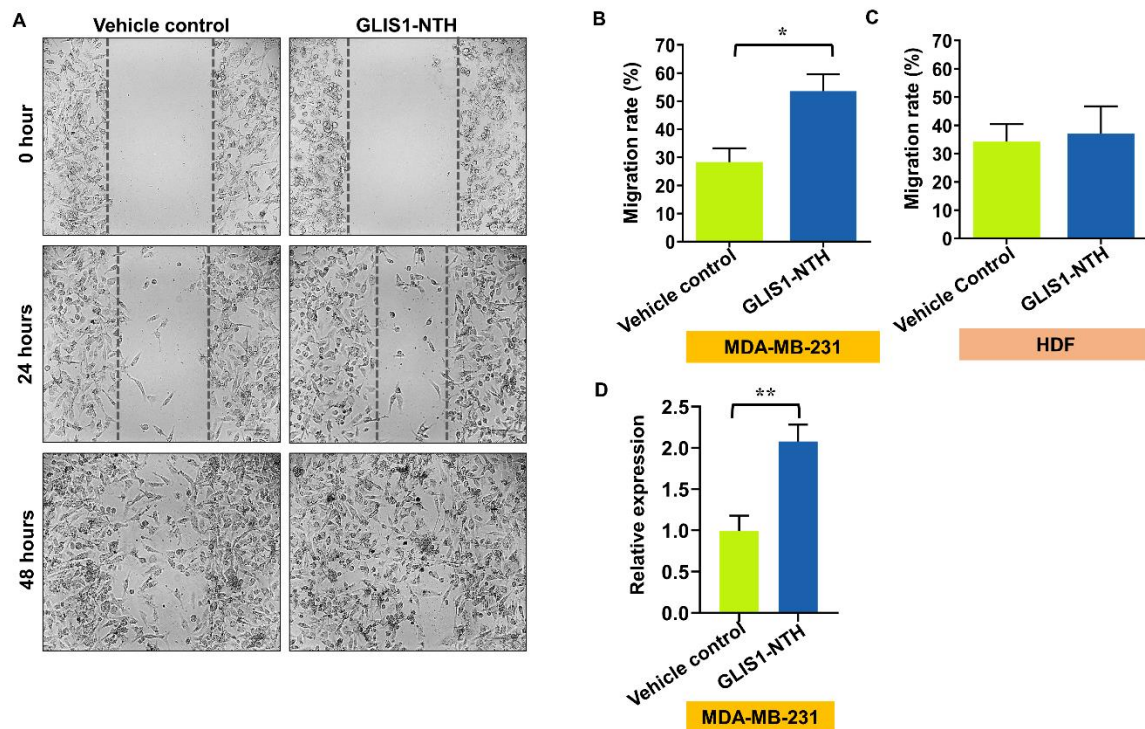 A
Vehicle control
GLIS1-NTH
0 hour
24 hours
48 hours
B
*
Migration rate (%)
70
60
50
40
30
20
10
0
Vehicle control
GLIS1-NTH
MDA-MB-231
C
Migration rate (%)
70
60
50
40
30
20
10
0
Vehicle Control
GLIS1-NTH
HDF
D
**
Relative expression
2.5
2.0
1.5
1.0
0.5
0.0
Vehicle control
GLIS1-NTH
MDA-MB-231